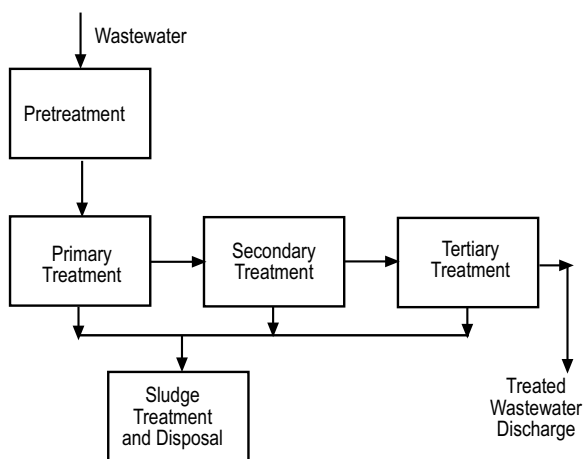 Wastewater
Pretreatment
Primary
Treatment
Secondary
Treatment
Tertiary
Treatment
Sludge
Treatment
and Disposal
Treated
Wastewater
Discharge